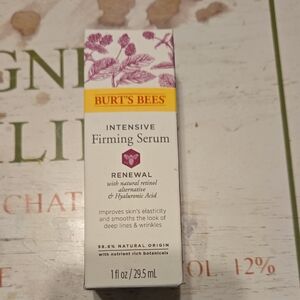 BURT'S BEES
INTENSIVE
Firming Serum
RENEWAL
with natural retinol
alternative
& Hyaluronic Acid
improves skin's elasticity
and smooths the look of
deep lines & wrinkles
98.6% NATURAL ORIGIN
with nutrient rich botanicals
1 fl oz / 29.5 mL
GN
LI
CHAT
OL 12%